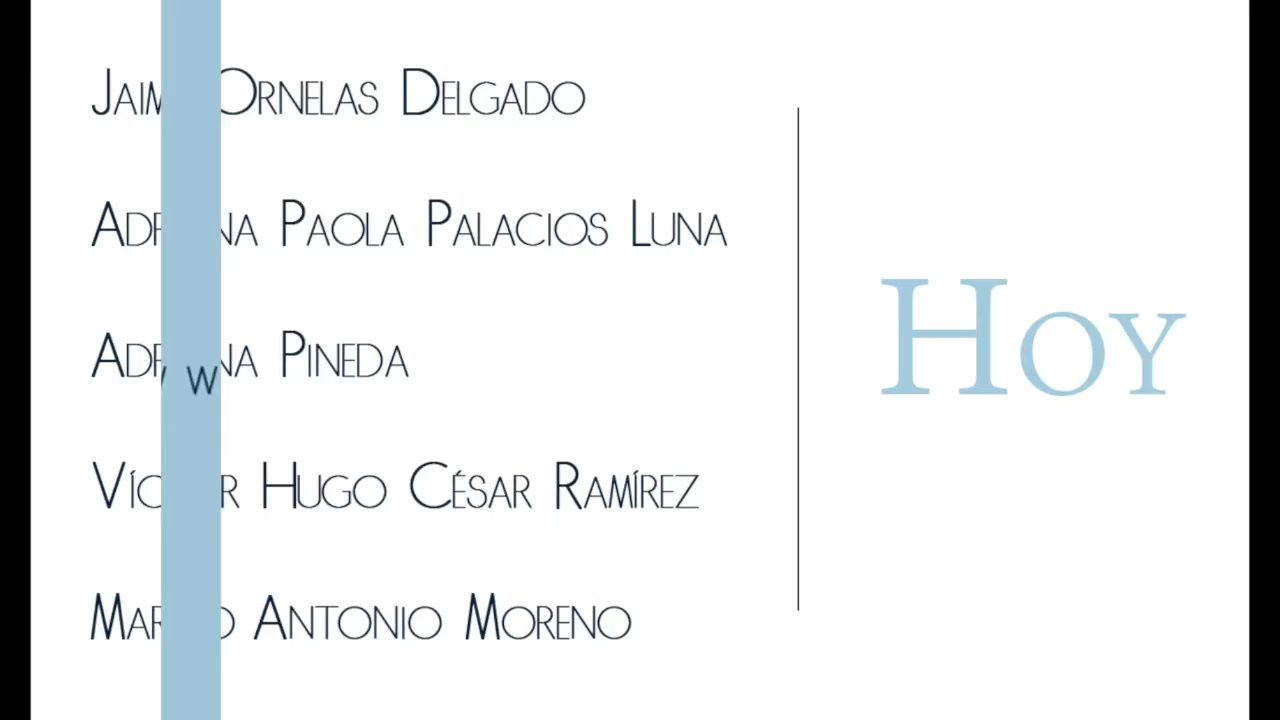 Ornelas Delgado
Paola Palacios Luna
Pineda
Hugo César Ramírez
Antonio Moreno
Hoy
W